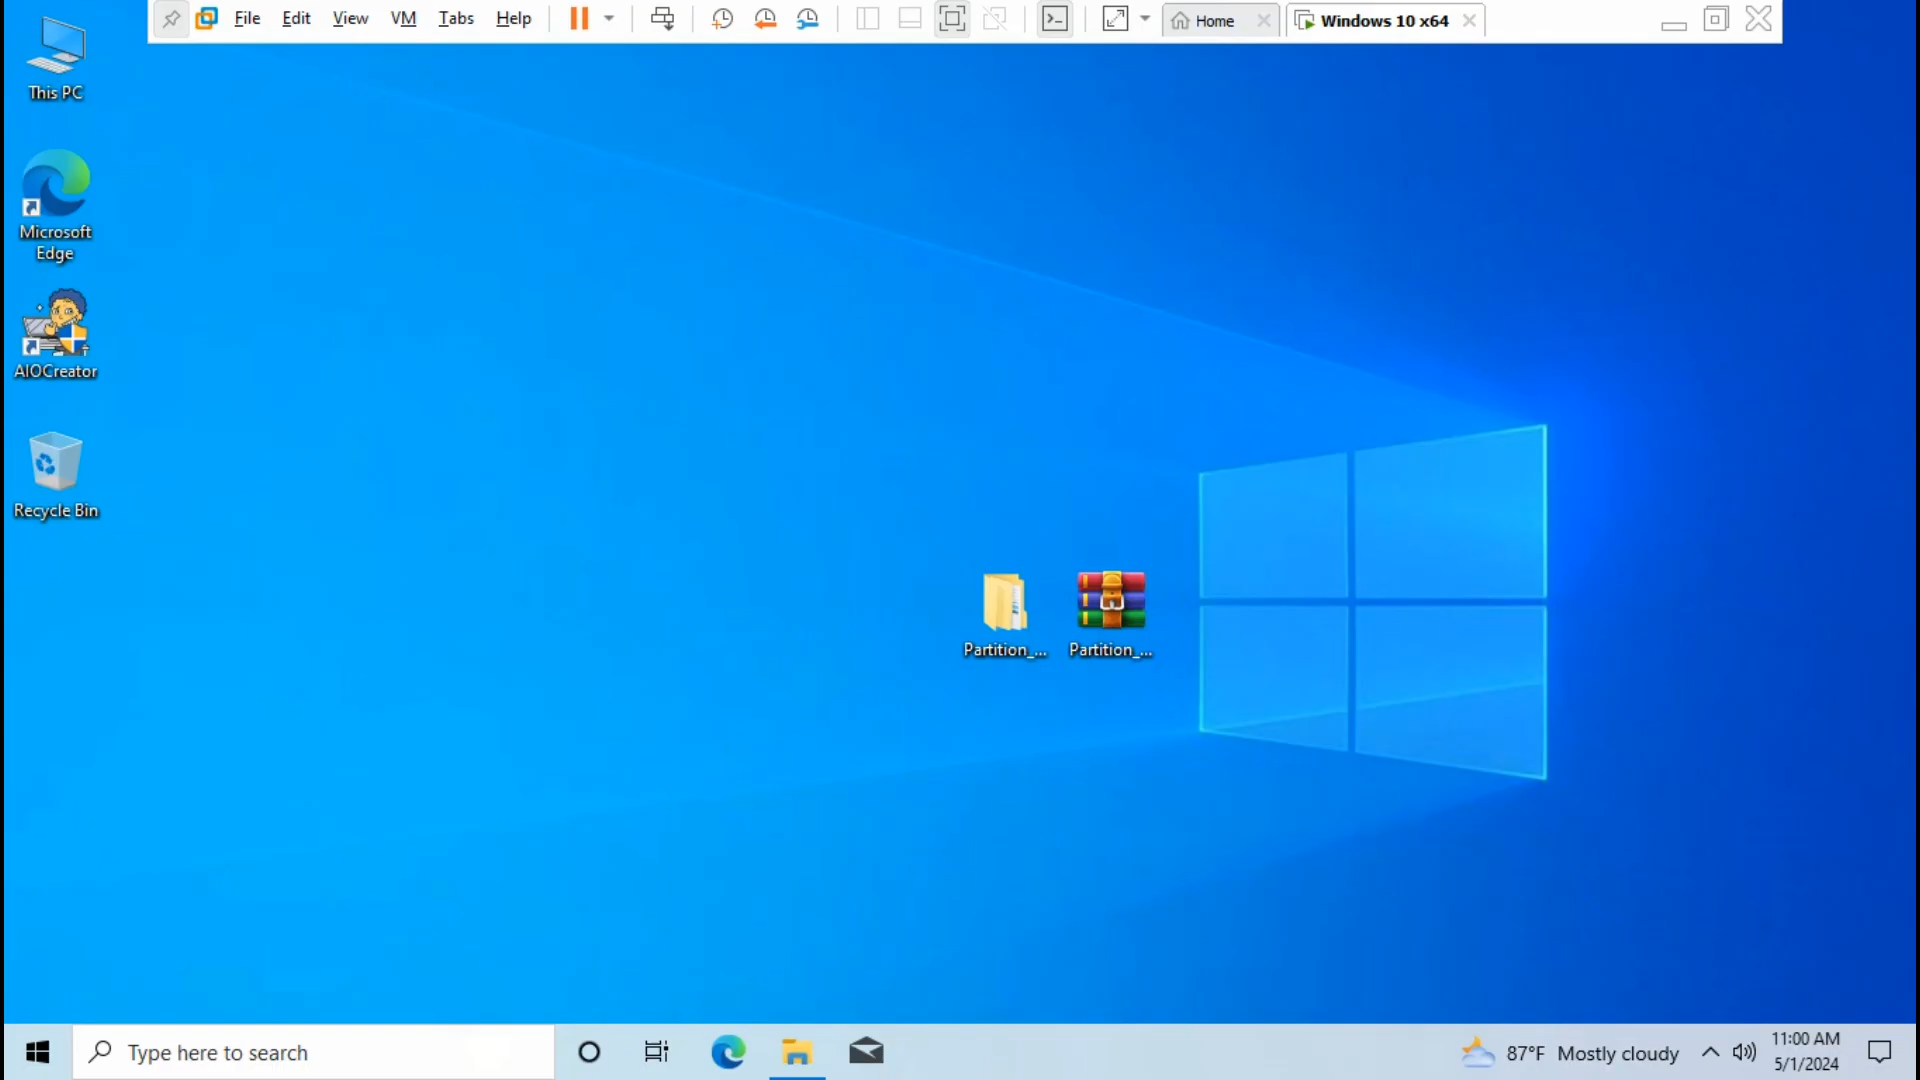 File Edit View VM Tabs Help Home Windows 10 x64
This PC
Microsoft
Edge
AIOCreator
Recycle Bin
Partition_... Partition_...
Type here to search
87°F Mostly cloudy
11:00 AM
5/1/2024